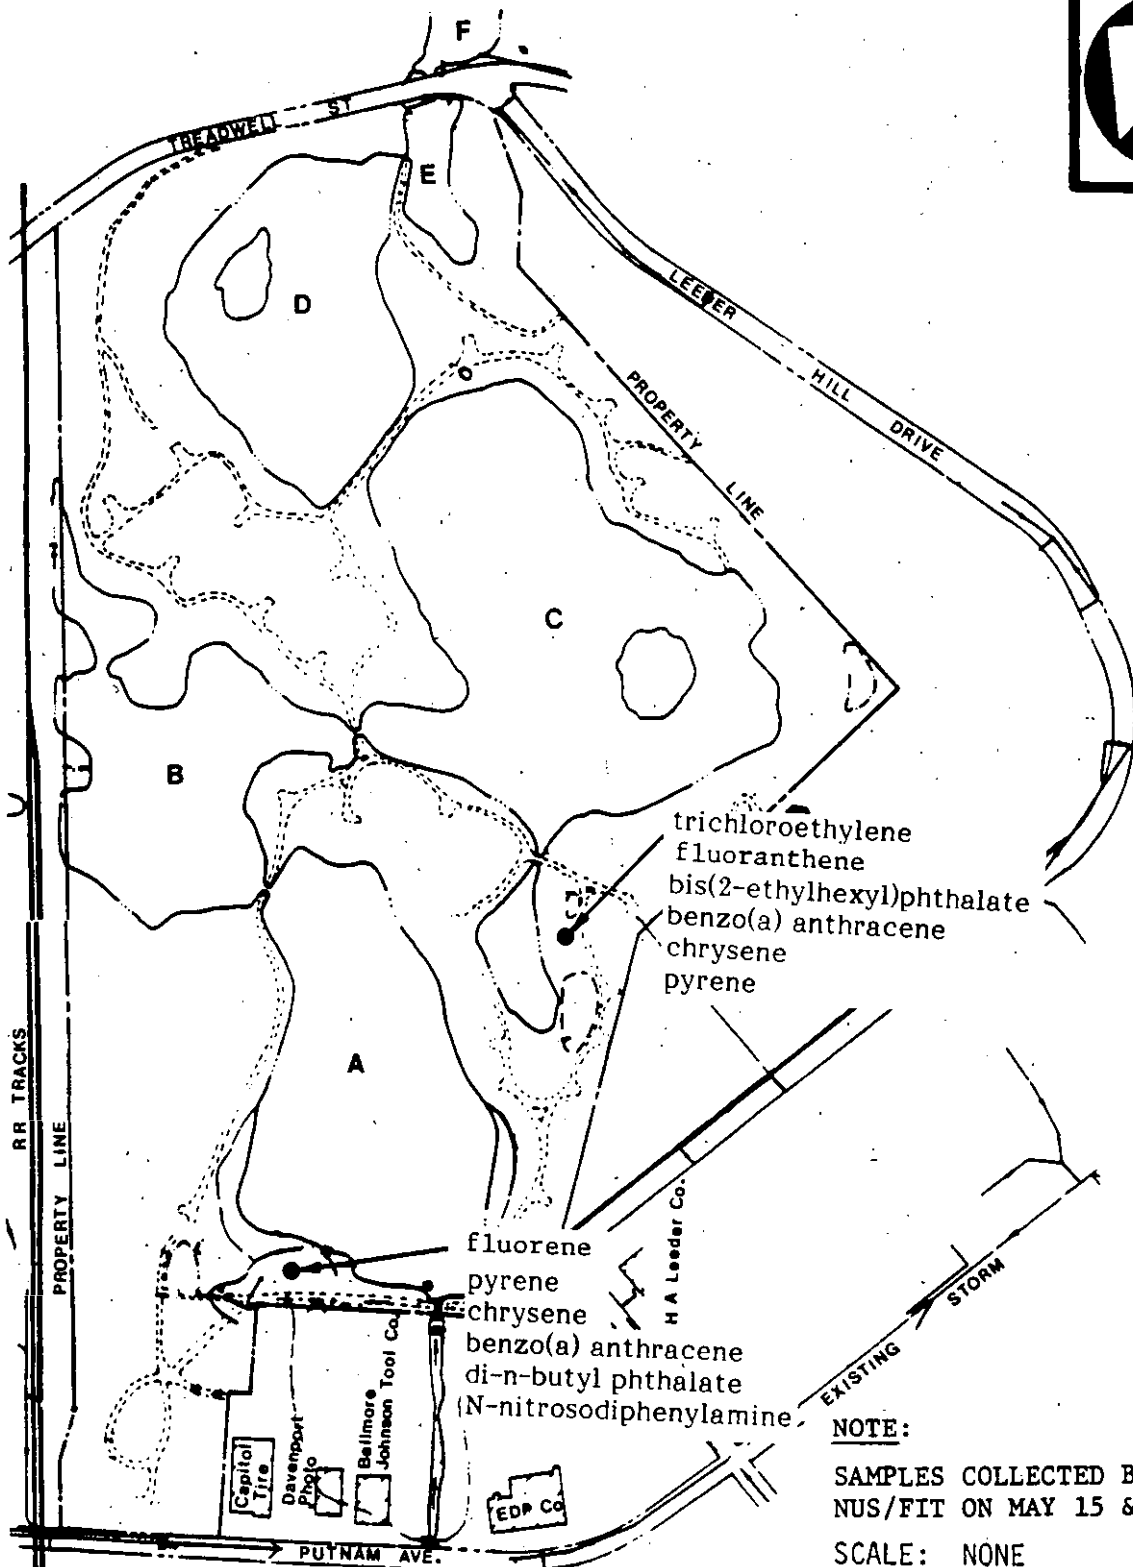 F
TREADWELL ST
E
D
LEEDER HILL DRIVE
PROPERTY LINE
C
B
trichloroethylene
fluoranthene
bis(2-ethylhexyl)phthalate
benzo(a) anthracene
chrysene
pyrene
A
RR TRACKS
PROPERTY LINE
fluorene
pyrene
chrysene
benzo(a) anthracene
di-n-butyl phthalate
N-nitrosodiphenylamine
H A Leeder Co.
EXISTING STORM
Capitol
Tire
Davenport
Photo
Bellmore
Johnson Tool Co.
EDP Co
PUTNAM AVE.
NOTE:
SAMPLES COLLECTED B
NUS/FIT ON MAY 15 &
SCALE: NONE